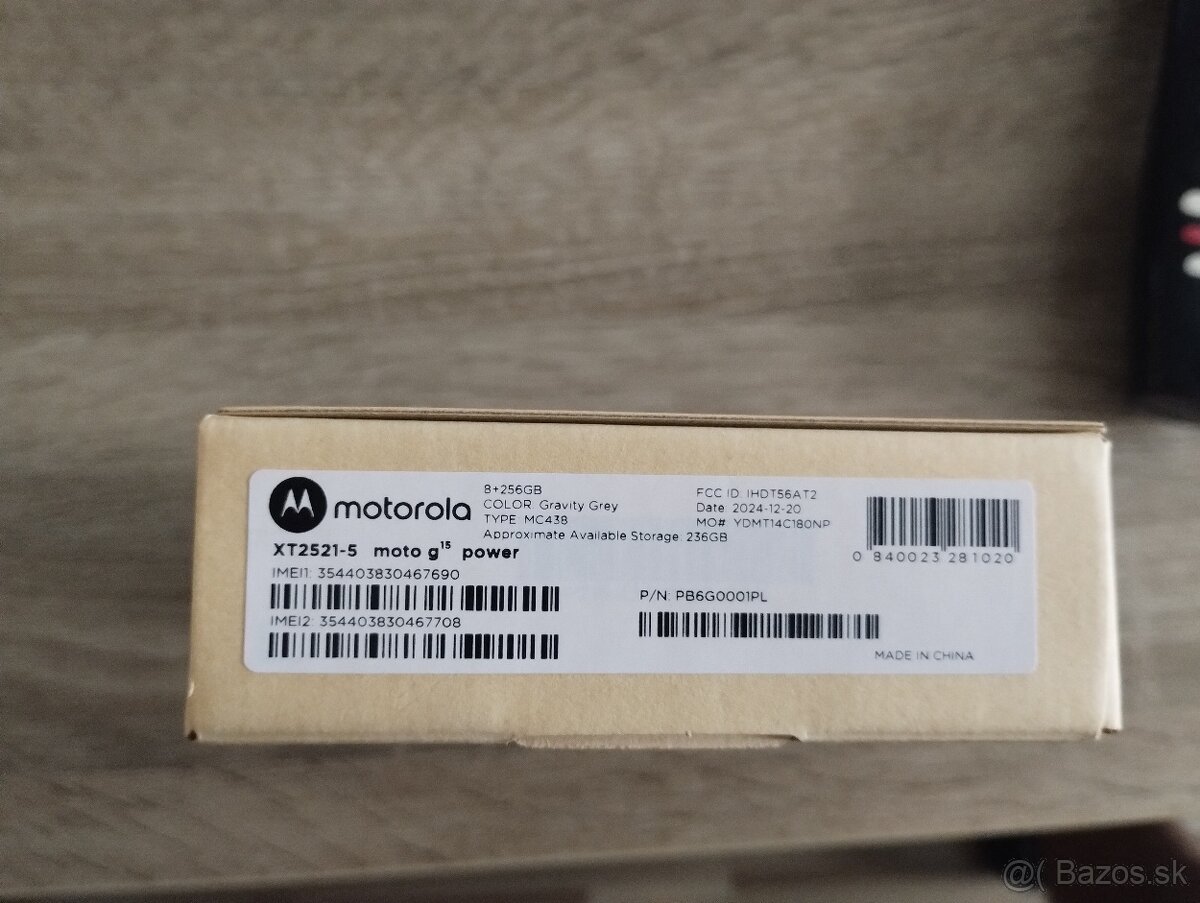 motorola
8+256GB
COLOR: Gravity Grey
TYPE: MC438
Approximate Available Storage: 236GB
FCC ID: IHDT56AT2
Date: 2024-12-20
MO# YDMT14C180NP
0 840023 281020
XT2521-5 moto g15 power
IMEI1: 354403830467690
IMEI2: 354403830467708
P/N: PB6G0001PL
MADE IN CHINA
@( Bazos.sk